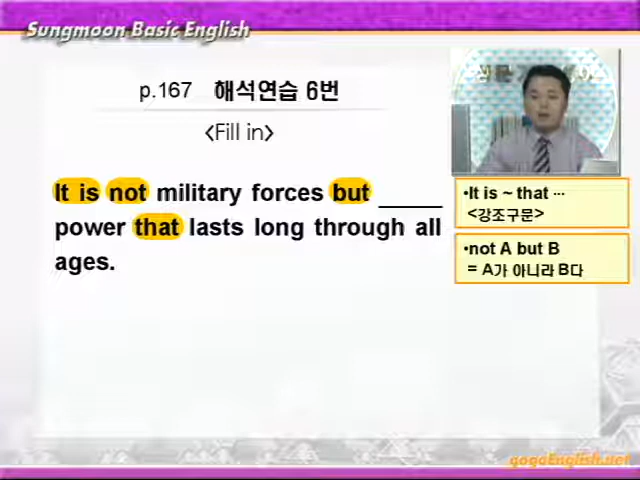 Sungmoon Basic English
p.167 해석연습 6번
<Fill in>
It is not military forces but _____
power that lasts long through all
ages.
•It is ~ that ···
<강조구문>
•not A but B
= A가 아니라 B다
gogoEnglish.net